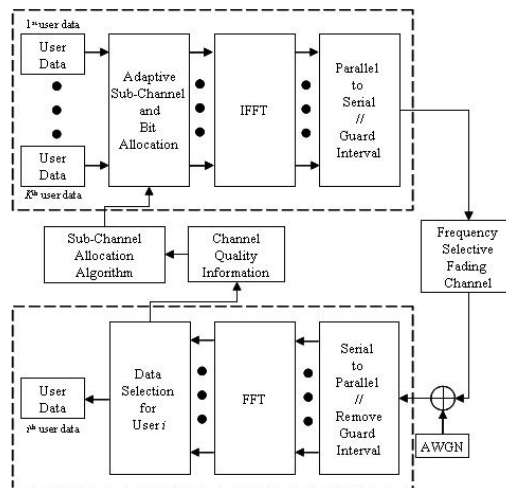 1st user data
User
Data
User
Data
Kth user data
Adaptive
Sub-Channel
and
Bit
Allocation
IFFT
Parallel
to
Serial
//
Guard
Interval
Sub-Channel
Allocation
Algorithm
Channel
Quality
Information
Frequency
Selective
Fading
Channel
User
Data
ith user data
Data
Selection
for
User i
FFT
Serial
to
Parallel
//
Remove
Guard
Interval
AWGN